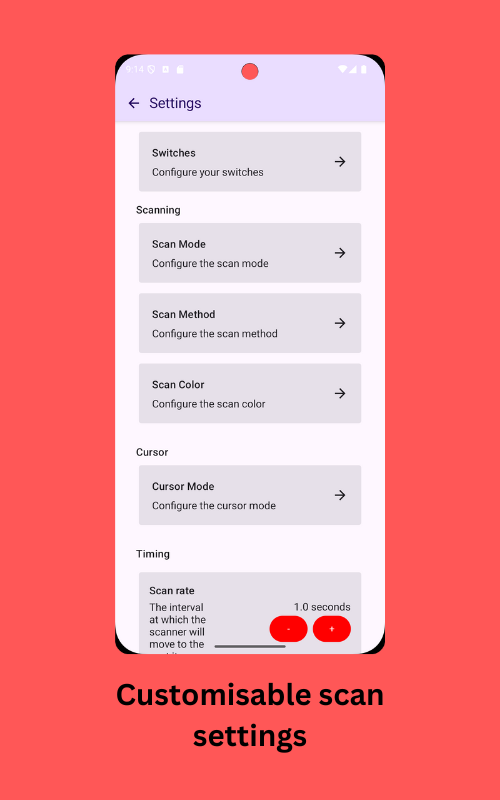 9:14
Settings
Switches
Configure your switches
Scanning
Scan Mode
Configure the scan mode
Scan Method
Configure the scan method
Scan Color
Configure the scan color
Cursor
Cursor Mode
Configure the cursor mode
Timing
Scan rate
The interval
at which the
scanner will
move to the
1.0 seconds
- +
Customisable scan
settings